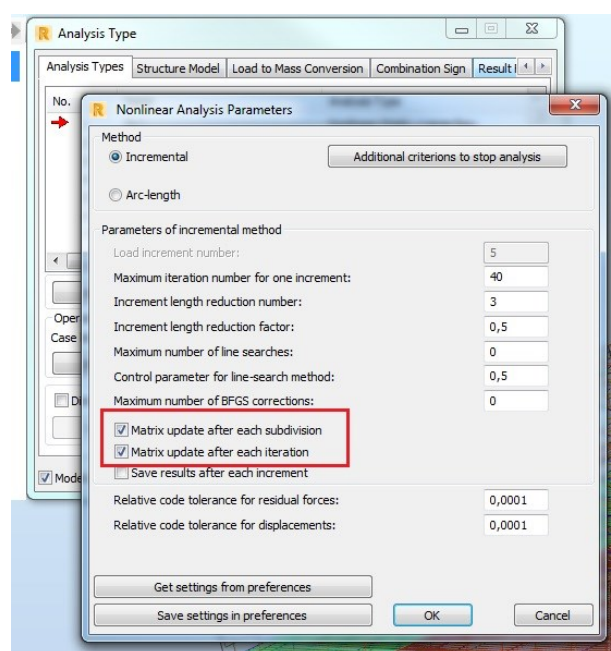 Analysis Type
Analysis Types Structure Model Load to Mass Conversion Combination Sign Result
No.
Nonlinear Analysis Parameters
Method
Incremental
Additional criterions to stop analysis
Arc-length
Parameters of incremental method
Load increment number: 5
Maximum iteration number for one increment: 40
Increment length reduction number: 3
Increment length reduction factor: 0,5
Oper
Case
Maximum number of line searches: 0
Control parameter for line-search method: 0,5
Di
Maximum number of BFGS corrections: 0
Matrix update after each subdivision
Matrix update after each iteration
Mode
Save results after each increment
Relative code tolerance for residual forces: 0,0001
Relative code tolerance for displacements: 0,0001
Get settings from preferences
Save settings in preferences
OK
Cancel